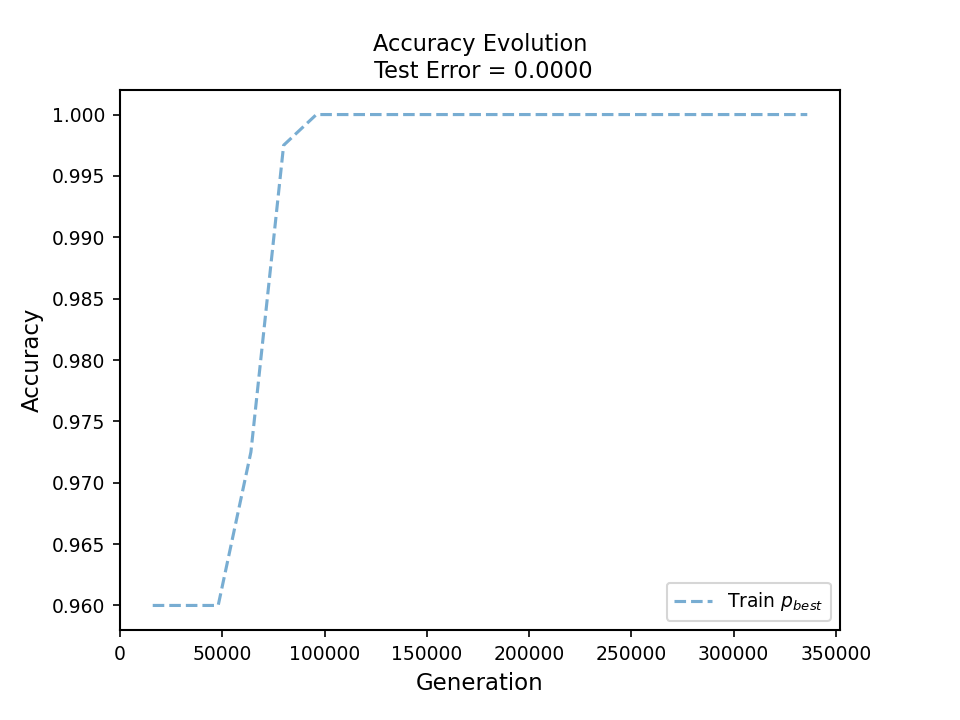 Accuracy Evolution
Test Error = 0.0000
1.000
0.995
0.990
0.985
0.980
0.975
0.970
0.965
0.960
Accuracy
Train p_best
0 50000 100000 150000 200000 250000 300000 350000
Generation